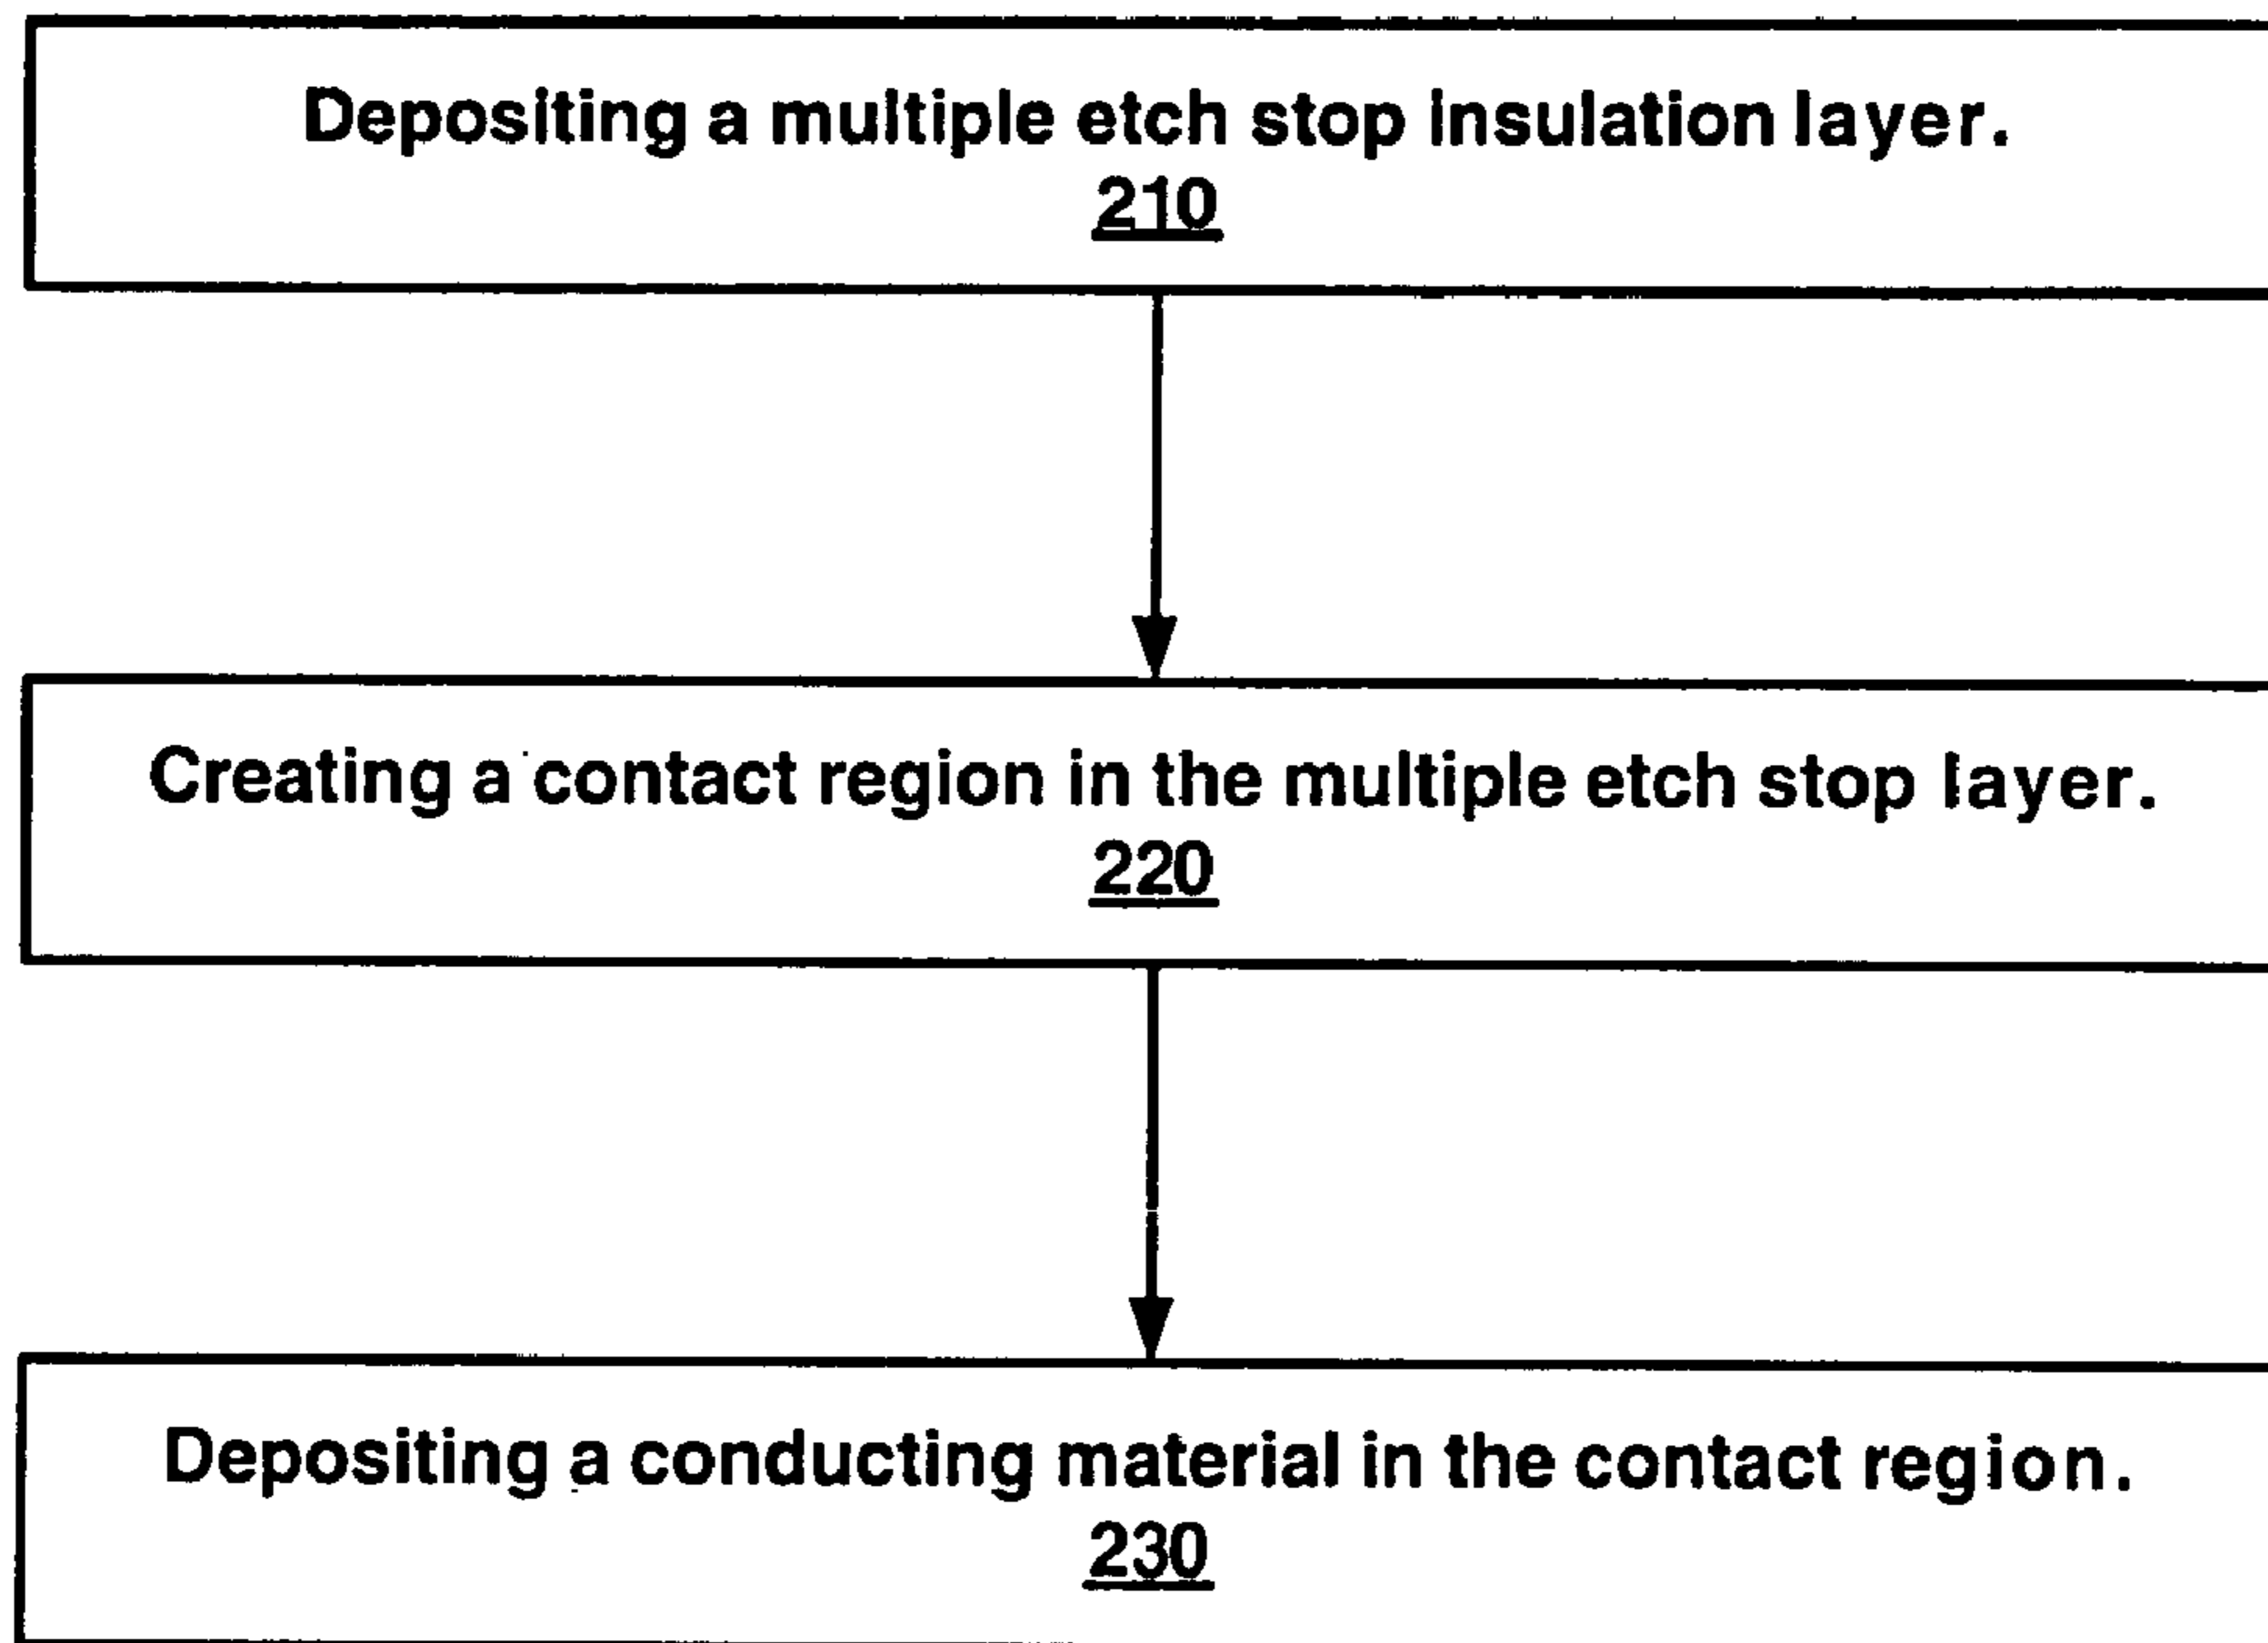 Depositing a multiple etch stop insulation layer.
210
Creating a contact region in the multiple etch stop layer.
220
Depositing a conducting material in the contact region.
230